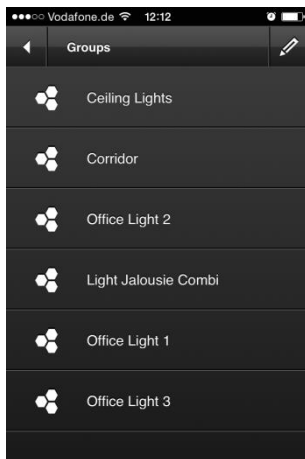 Vodafone.de 12:12
Groups
Ceiling Lights
Corridor
Office Light 2
Light Jalousie Combi
Office Light 1
Office Light 3